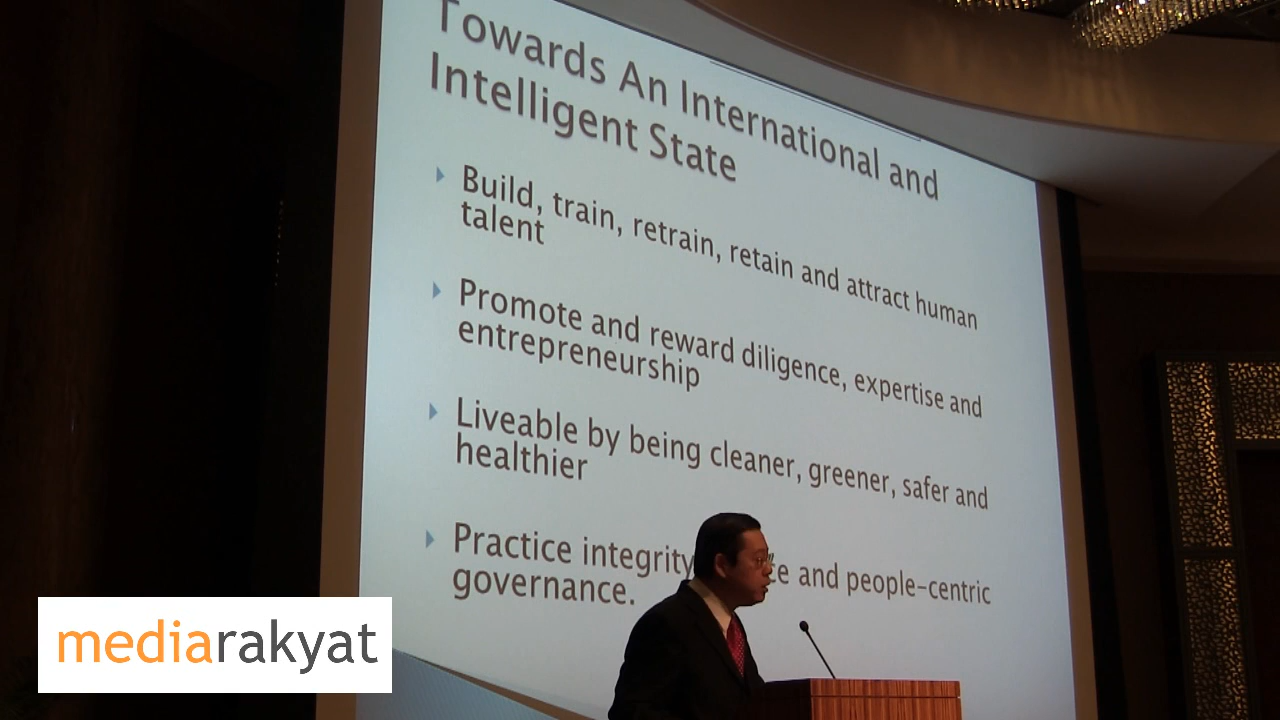 Towards An International and
Intelligent State
Build, train, retrain, retain and attract human
talent
Promote and reward diligence, expertise and
entrepreneurship
Liveable by being cleaner, greener, safer and
healthier
Practice integrity and people-centric
governance.
mediarakyat